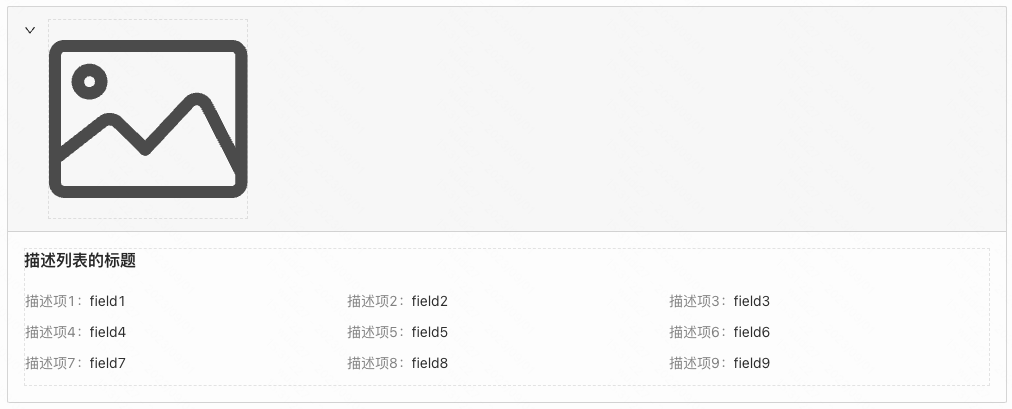 描述列表的标题
描述项1：field1 描述项2：field2 描述项3：field3
描述项4：field4 描述项5：field5 描述项6：field6
描述项7：field7 描述项8：field8 描述项9：field9